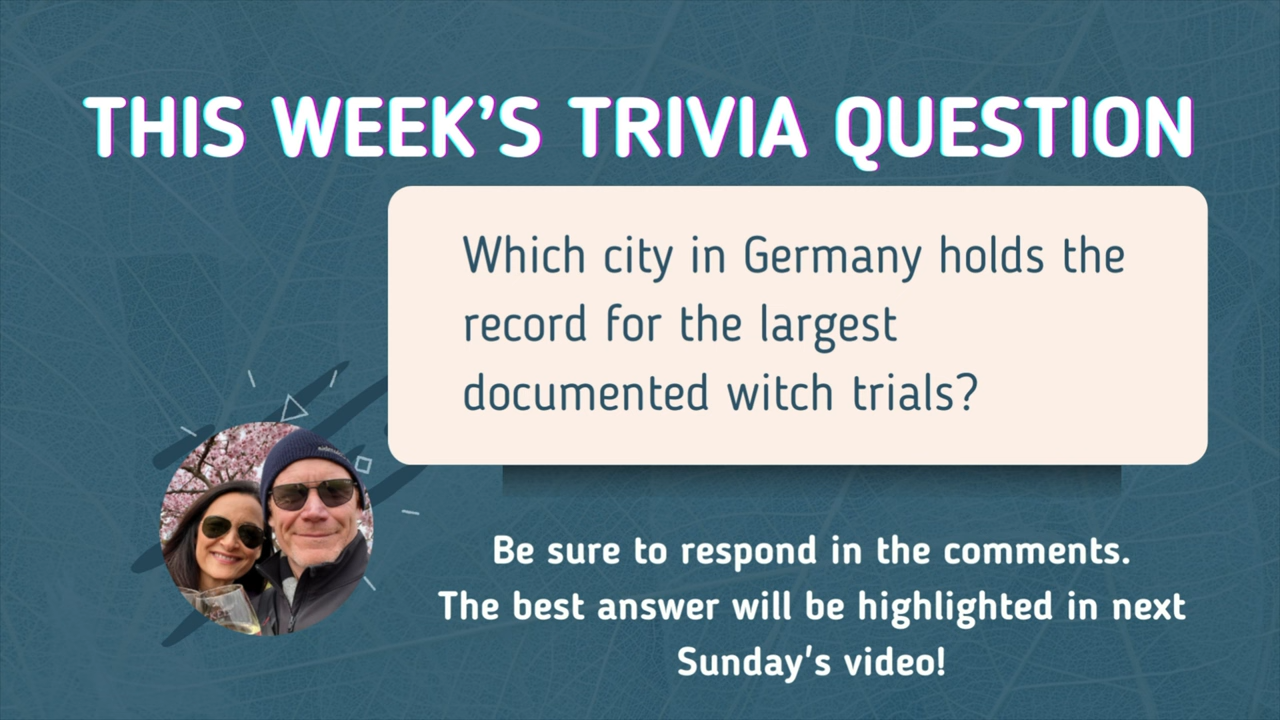 THIS WEEK’S TRIVIA QUESTION
Which city in Germany holds the
record for the largest
documented witch trials?
Be sure to respond in the comments.
The best answer will be highlighted in next
Sunday's video!